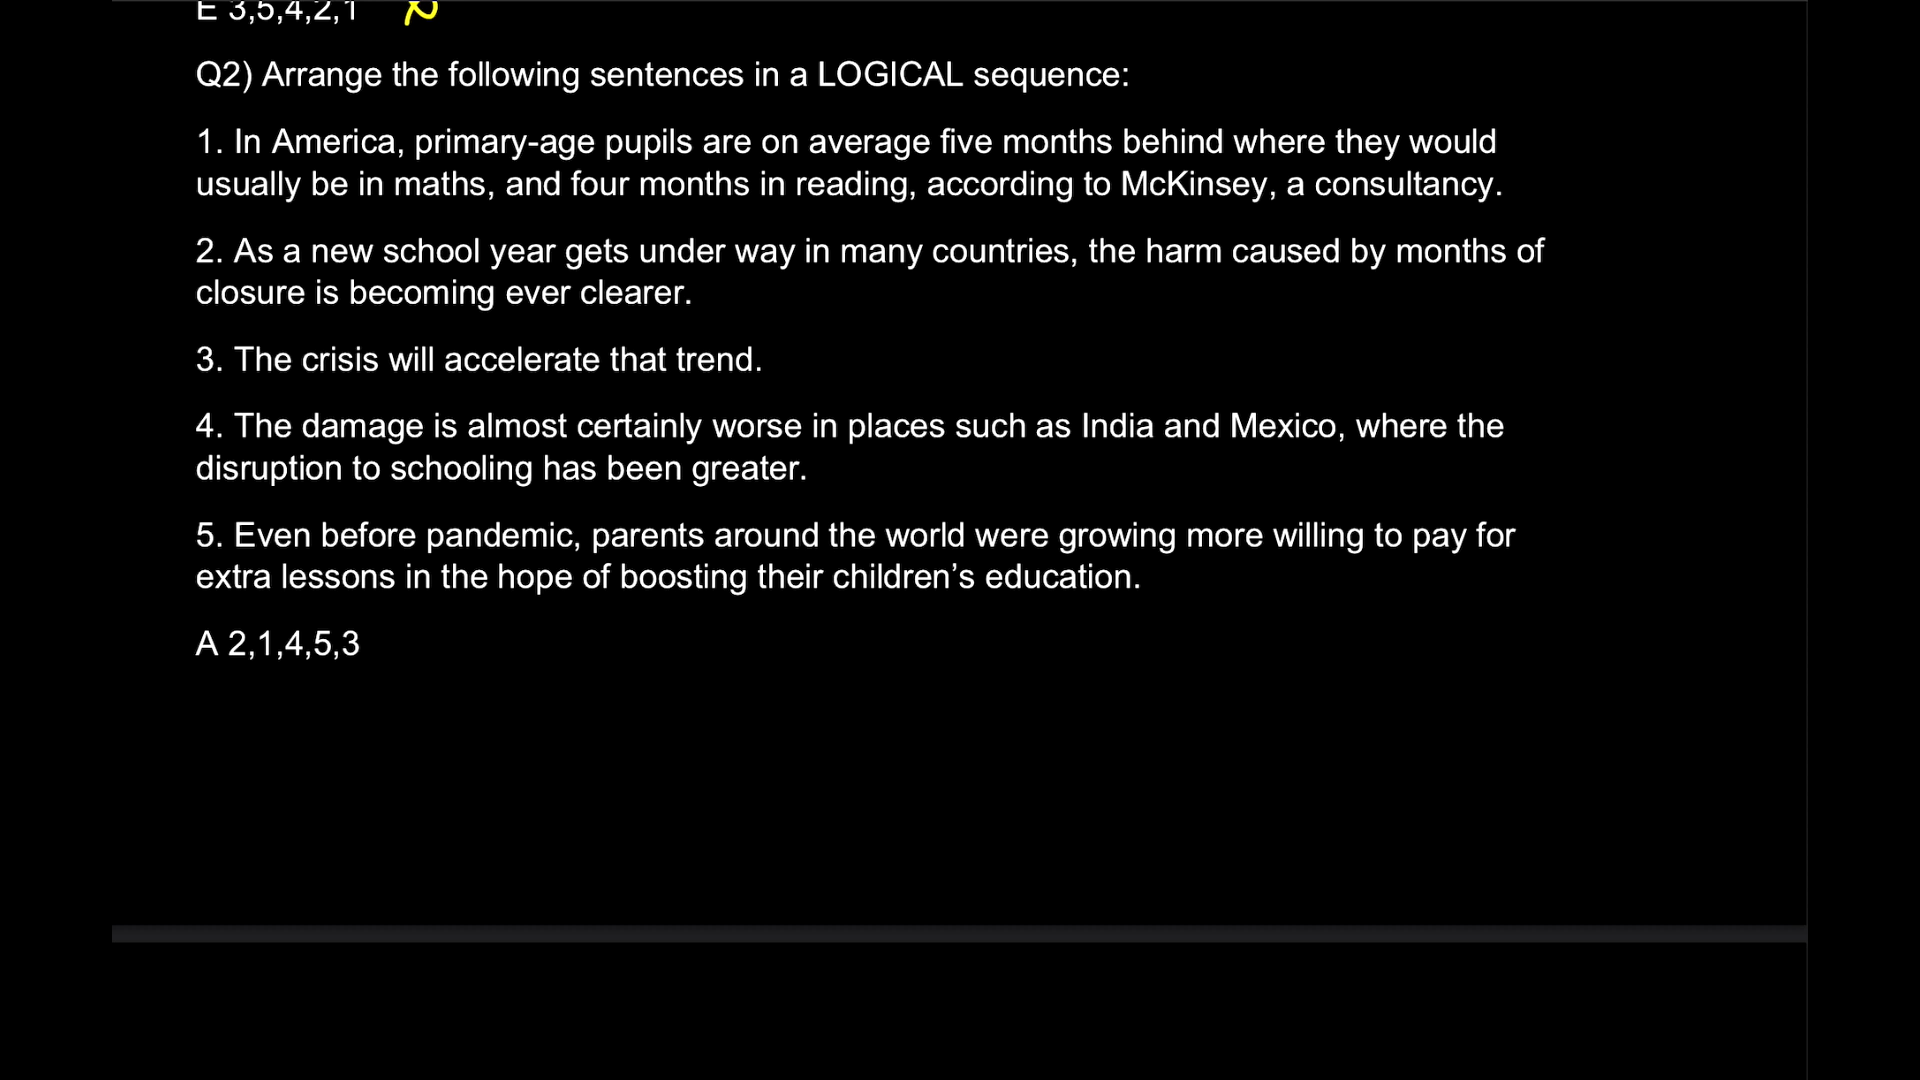 E 3,5,4,2,1
Q2) Arrange the following sentences in a LOGICAL sequence:
1. In America, primary-age pupils are on average five months behind where they would
usually be in maths, and four months in reading, according to McKinsey, a consultancy.
2. As a new school year gets under way in many countries, the harm caused by months of
closure is becoming ever clearer.
3. The crisis will accelerate that trend.
4. The damage is almost certainly worse in places such as India and Mexico, where the
disruption to schooling has been greater.
5. Even before pandemic, parents around the world were growing more willing to pay for
extra lessons in the hope of boosting their children’s education.
A 2,1,4,5,3